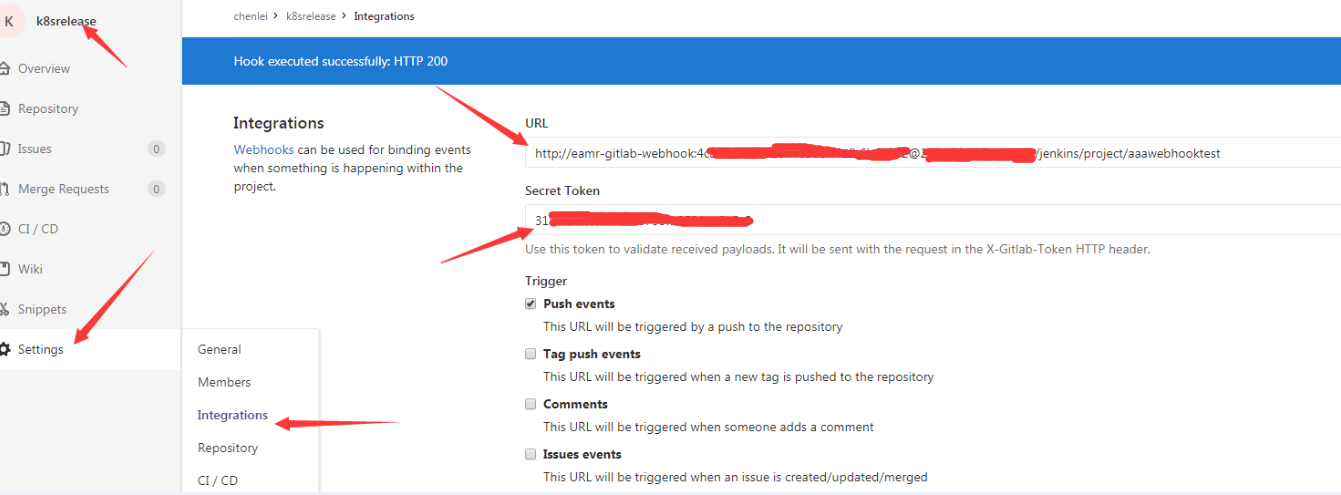 K k8srelease
Overview
Repository
Issues 0
Merge Requests 0
CI / CD
Wiki
Snippets
Settings
General
Members
Integrations
Repository
CI / CD
chenlei > k8srelease > Integrations
Hook executed successfully: HTTP 200
Integrations
Webhooks can be used for binding events
when something is happening within the
project.
URL
http://eamr-gitlab-webhook:4c @2 /jenkins/project/aaawebhooktest
Secret Token
31
Use this token to validate received payloads. It will be sent with the request in the X-Gitlab-Token HTTP header.
Trigger
Push events
This URL will be triggered by a push to the repository
Tag push events
This URL will be triggered when a new tag is pushed to the repository
Comments
This URL will be triggered when someone adds a comment
Issues events
This URL will be triggered when an issue is created/updated/merged